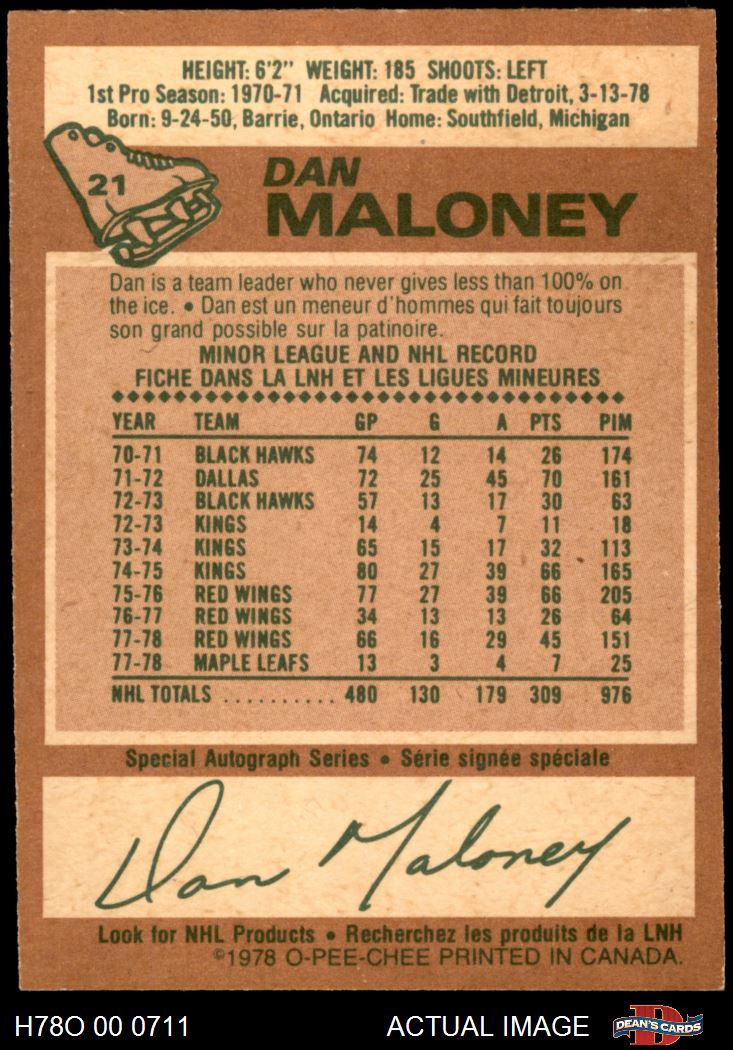 HEIGHT: 6'2" WEIGHT: 185 SHOOTS: LEFT
1st Pro Season: 1970-71 Acquired: Trade with Detroit, 3-13-78
Born: 9-24-50, Barrie, Ontario Home: Southfield, Michigan
21
DAN
MALONEY
Dan is a team leader who never gives less than 100% on
the ice. • Dan est un meneur d'hommes qui fait toujours
son grand possible sur la patinoire.
MINOR LEAGUE AND NHL RECORD
FICHE DANS LA LNH ET LES LIGUES MINEURES
YEAR TEAM GP G A PTS PIM
70-71 BLACK HAWKS 74 12 14 26 174
71-72 DALLAS 72 25 45 70 161
72-73 BLACK HAWKS 57 13 17 30 63
72-73 KINGS 14 4 7 11 18
73-74 KINGS 65 15 17 32 113
74-75 KINGS 80 27 39 66 165
75-76 RED WINGS 77 27 39 66 205
76-77 RED WINGS 34 13 13 26 64
77-78 RED WINGS 66 16 29 45 151
77-78 MAPLE LEAFS 13 3 4 7 25
NHL TOTALS .......... 480 130 179 309 976
Special Autograph Series • Série signée spéciale
Dan Maloney
Look for NHL Products • Recherchez les produits de la LNH
©1978 O-PEE-CHEE PRINTED IN CANADA.
H78O 00 0711 ACTUAL IMAGE D DEAN'S CARDS